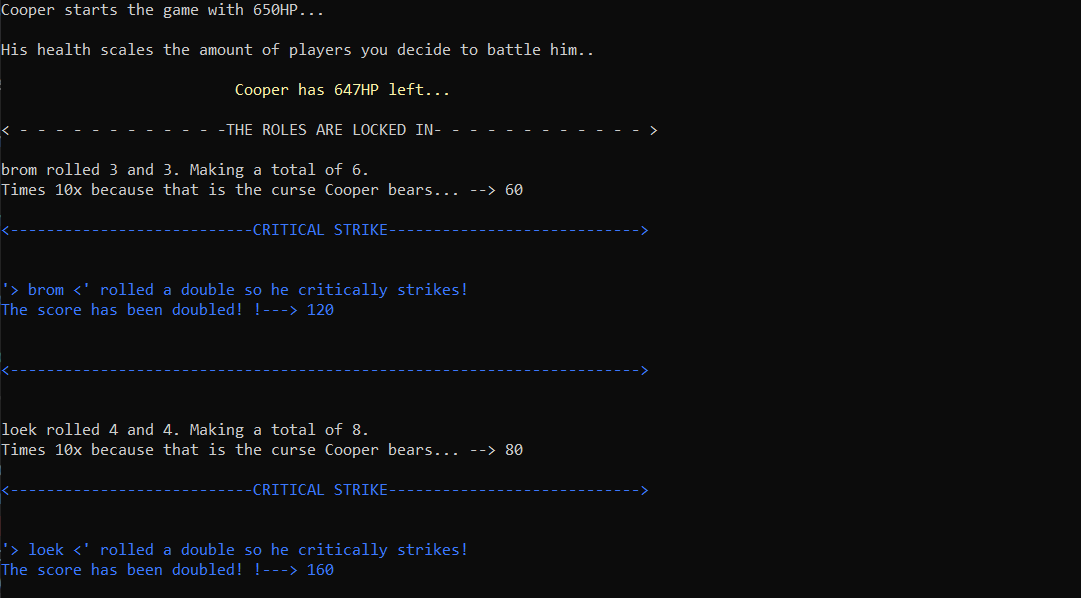 Cooper starts the game with 650HP...
His health scales the amount of players you decide to battle him..
Cooper has 647HP left...
< - - - - - - - - - - - -THE ROLES ARE LOCKED IN- - - - - - - - - - - - >
brom rolled 3 and 3. Making a total of 6.
Times 10x because that is the curse Cooper bears... --> 60
<---------------------------CRITICAL STRIKE---------------------------->
'> brom <' rolled a double so he critically strikes!
The score has been doubled! !---> 120
<---------------------------------------------------------------------->
loek rolled 4 and 4. Making a total of 8.
Times 10x because that is the curse Cooper bears... --> 80
<---------------------------CRITICAL STRIKE---------------------------->
'> loek <' rolled a double so he critically strikes!
The score has been doubled! !---> 160